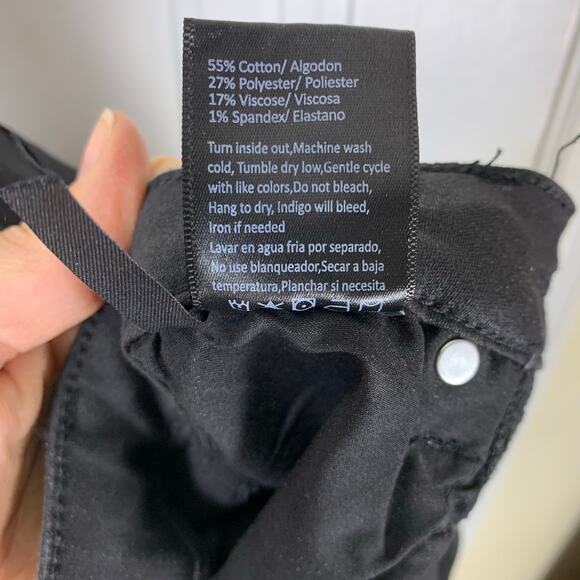 55% Cotton/ Algodon
27% Polyester/ Poliester
17% Viscose/ Viscosa
1% Spandex/ Elastano
Turn inside out,Machine wash
cold, Tumble dry low,Gentle cycle
with like colors,Do not bleach,
Hang to dry, Indigo will bleed,
Iron if needed
Lavar en agua fria por separado,
No use blanqueador,Secar a baja
temperatura,Planchar si necesita